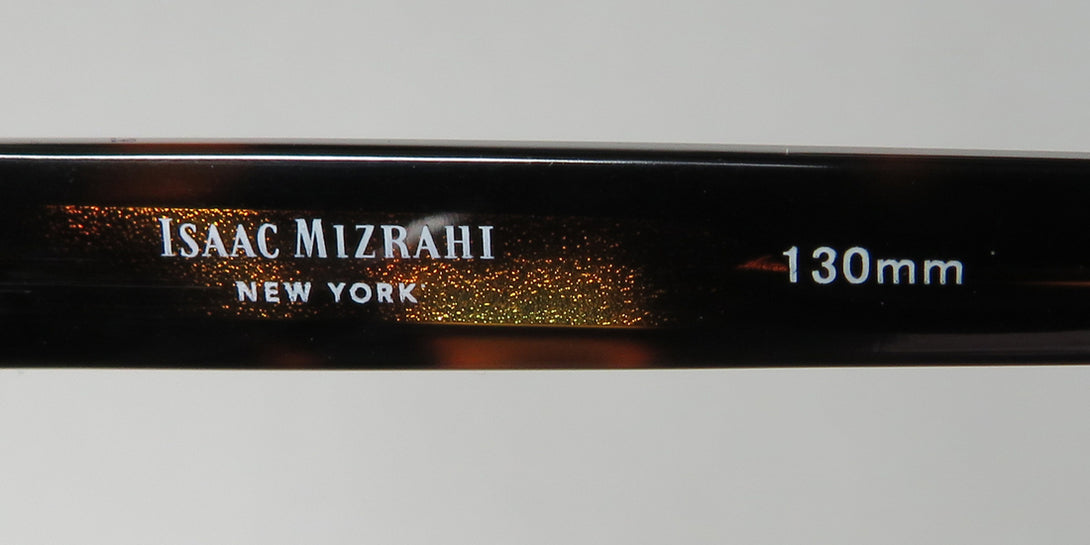 ISAAC MIZRAHI
NEW YORK
130mm